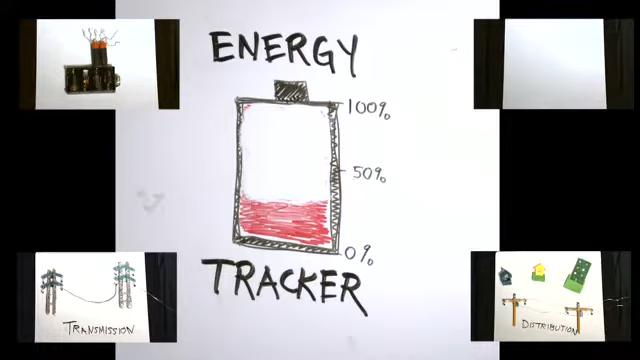 ENERGY
100%
50%
0%
TRACKER
TRANSMISSION
DISTRIBUTION